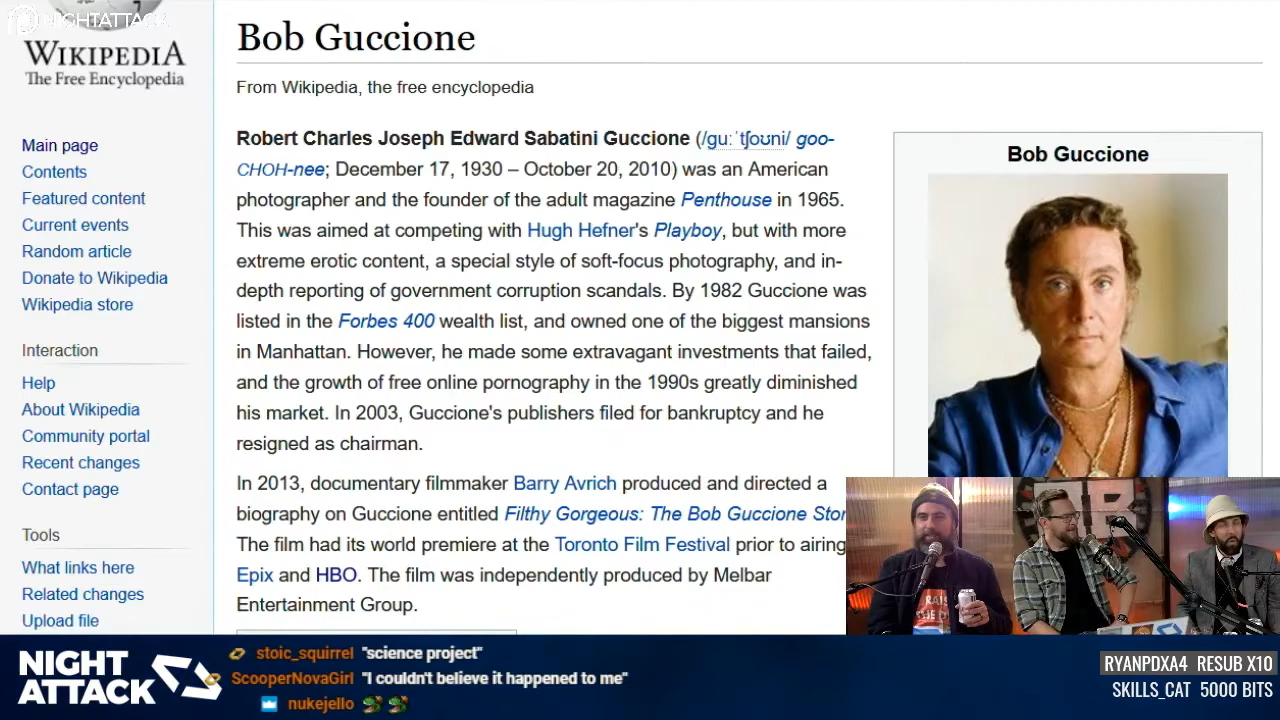 NIGHTATTACK
WIKIPEDIA
The Free Encyclopedia
Main page
Contents
Featured content
Current events
Random article
Donate to Wikipedia
Wikipedia store
Interaction
Help
About Wikipedia
Community portal
Recent changes
Contact page
Tools
What links here
Related changes
Upload file
Bob Guccione
From Wikipedia, the free encyclopedia
Robert Charles Joseph Edward Sabatini Guccione (/ɡuːˈtʃoʊni/ goo-
CHOH-nee; December 17, 1930 – October 20, 2010) was an American
photographer and the founder of the adult magazine Penthouse in 1965.
This was aimed at competing with Hugh Hefner's Playboy, but with more
extreme erotic content, a special style of soft-focus photography, and in-
depth reporting of government corruption scandals. By 1982 Guccione was
listed in the Forbes 400 wealth list, and owned one of the biggest mansions
in Manhattan. However, he made some extravagant investments that failed,
and the growth of free online pornography in the 1990s greatly diminished
his market. In 2003, Guccione's publishers filed for bankruptcy and he
resigned as chairman.
In 2013, documentary filmmaker Barry Avrich produced and directed a
biography on Guccione entitled Filthy Gorgeous: The Bob Guccione Stor
The film had its world premiere at the Toronto Film Festival prior to airing
Epix and HBO. The film was independently produced by Melbar
Entertainment Group.
Bob Guccione
NIGHT
ATTACK
stoic_squirrel "science project"
ScooperNovaGirl "I couldn't believe it happened to me"
nukejello
RYANPDXA4 RESUB X10
SKILLS_CAT 5000 BITS